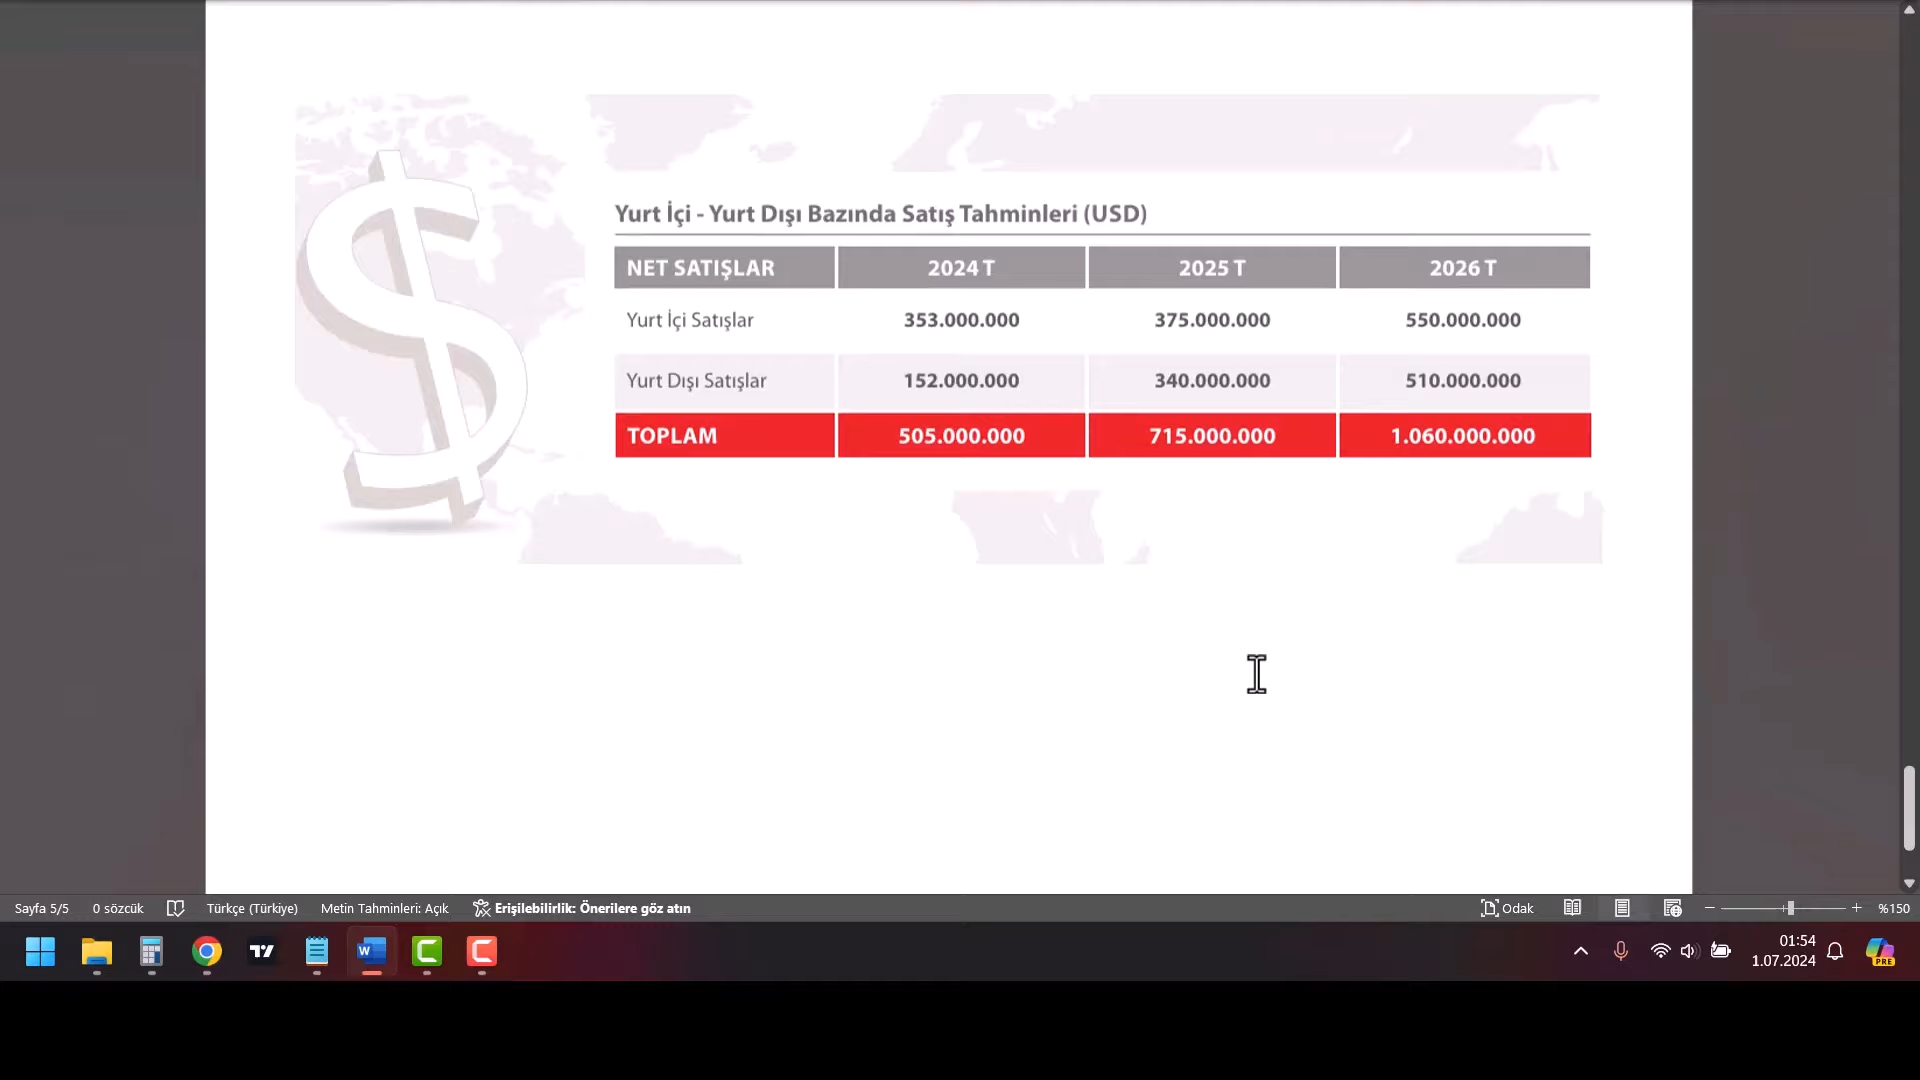 Yurt İçi - Yurt Dışı Bazında Satış Tahminleri (USD)
NET SATIŞLAR 2024 T 2025 T 2026 T
Yurt İçi Satışlar 353.000.000 375.000.000 550.000.000
Yurt Dışı Satışlar 152.000.000 340.000.000 510.000.000
TOPLAM 505.000.000 715.000.000 1.060.000.000
Sayfa 5/5 0 sözcük Türkçe (Türkiye) Metin Tahminleri: Açık Erişilebilirlik: Önerilere göz atın Odak %150
01:54
1.07.2024
PRE